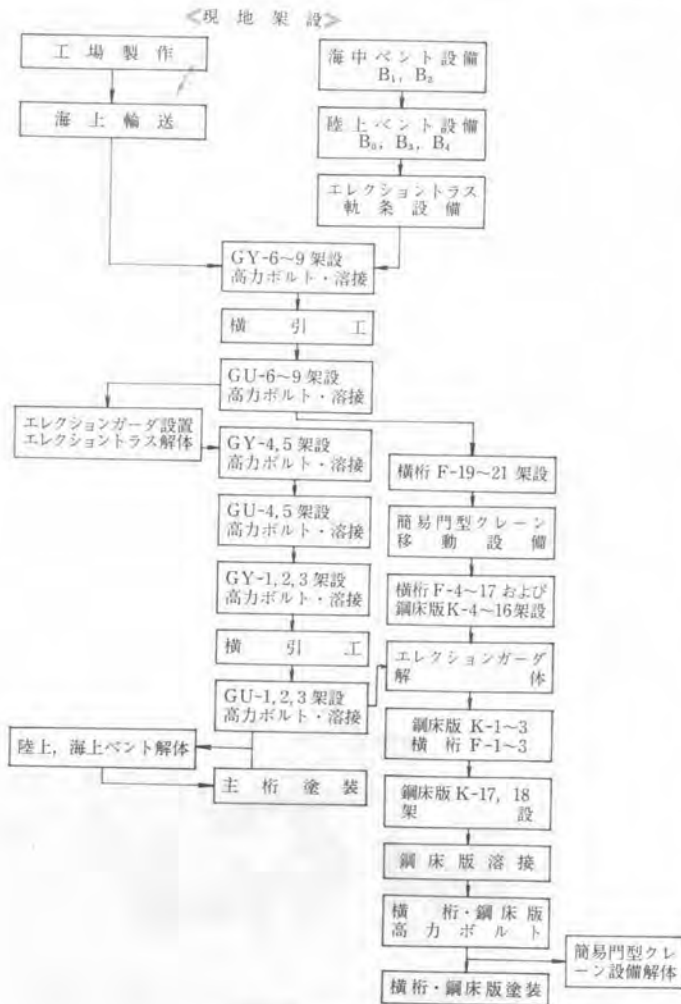 ≪現地架設≫
工場製作
海上輸送
海中ベント設備
B₁, B₂
陸上ベント設備
B₀, B₃, B₄
エレクショントラス
軌条設備
GY-6～9 架設
高力ボルト・溶接
横引工
GU-6～9 架設
高力ボルト・溶接
エレクションガーダ設置
エレクショントラス解体
GY-4,5 架設
高力ボルト・溶接
GU-4,5 架設
高力ボルト・溶接
GY-1,2,3 架設
高力ボルト・溶接
横引工
GU-1,2,3 架設
高力ボルト・溶接
陸上，海上ベント解体
主桁塗装
横桁 F-19～21 架設
簡易門型クレーン
移動設備
横桁 F-4～17 および
鋼床版 K-4～16 架設
エレクションガーダ
解体
鋼床版 K-1～3
横桁 F-1～3
鋼床版 K-17, 18
架設
鋼床版溶接
横桁・鋼床版
高力ボルト
簡易門型クレ
ーン設備解体
横桁・鋼床版塗装